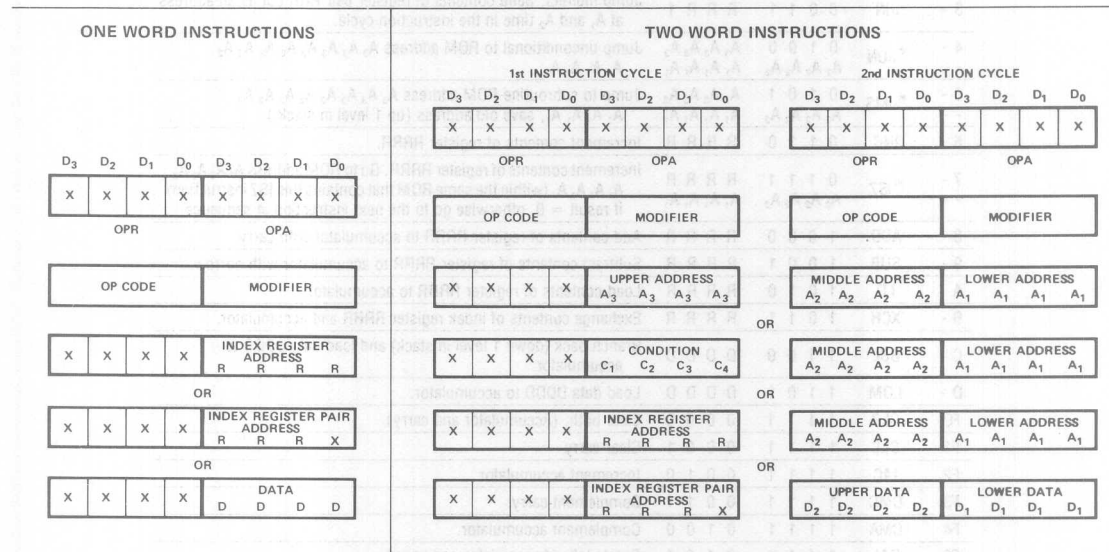 ONE WORD INSTRUCTIONS
D3 D2 D1 D0 D3 D2 D1 D0
X X X X X X X X
OPR OPA
OP CODE MODIFIER
INDEX REGISTER
ADDRESS
X X X X R R R R
OR
INDEX REGISTER PAIR
ADDRESS
X X X X R R R X
OR
DATA
X X X X D D D D
TWO WORD INSTRUCTIONS
1st INSTRUCTION CYCLE 2nd INSTRUCTION CYCLE
D3 D2 D1 D0 D3 D2 D1 D0 D3 D2 D1 D0 D3 D2 D1 D0
X X X X X X X X X X X X X X X X
OPR OPA OPR OPA
OP CODE MODIFIER OP CODE MODIFIER
UPPER ADDRESS MIDDLE ADDRESS LOWER ADDRESS
X X X X A3 A3 A3 A3 A2 A2 A2 A2 A1 A1 A1 A1
OR
CONDITION MIDDLE ADDRESS LOWER ADDRESS
X X X X C1 C2 C3 C4 A2 A2 A2 A2 A1 A1 A1 A1
OR
INDEX REGISTER MIDDLE ADDRESS LOWER ADDRESS
ADDRESS
X X X X R R R R A2 A2 A2 A2 A1 A1 A1 A1
OR
INDEX REGISTER PAIR UPPER DATA LOWER DATA
ADDRESS
X X X X R R R X D2 D2 D2 D2 D1 D1 D1 D1